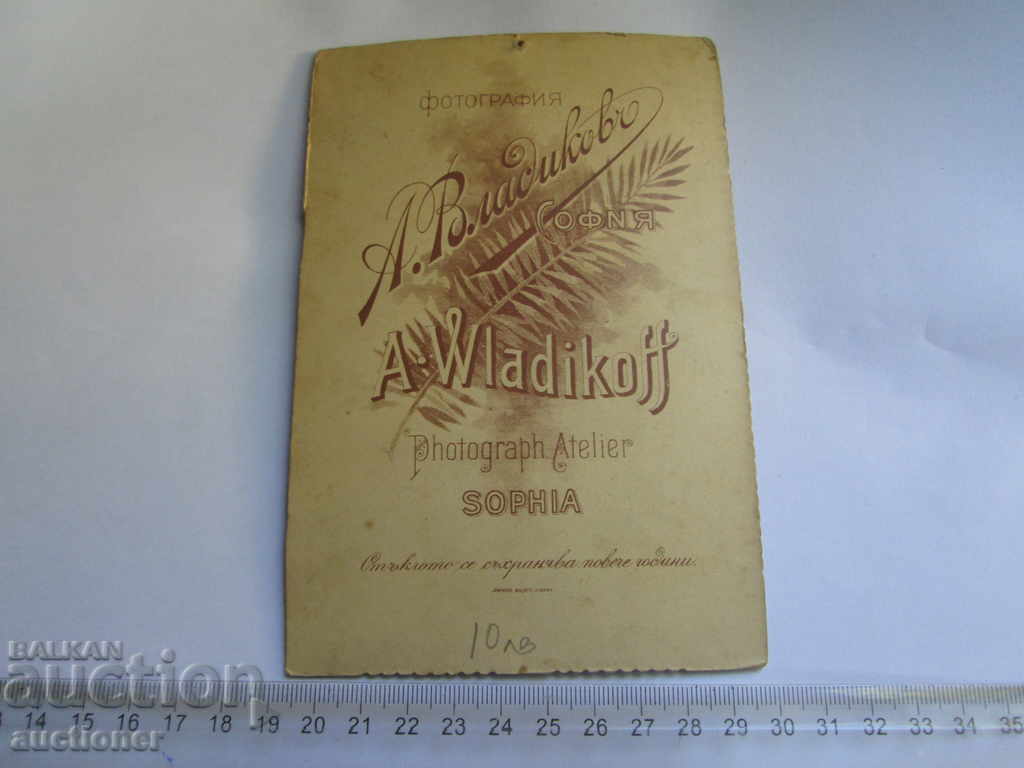 фотография
А. Владиковъ
София
A. Wladikoff
Photograph. Atelier
SOPHIA
Стъклото се съхранява повече години.
10 лв
BALKAN
auction
auctioner
14 15 16 17 18 19 20 21 22 23 24 25 26 27 28 29 30 31 32 33 34 35